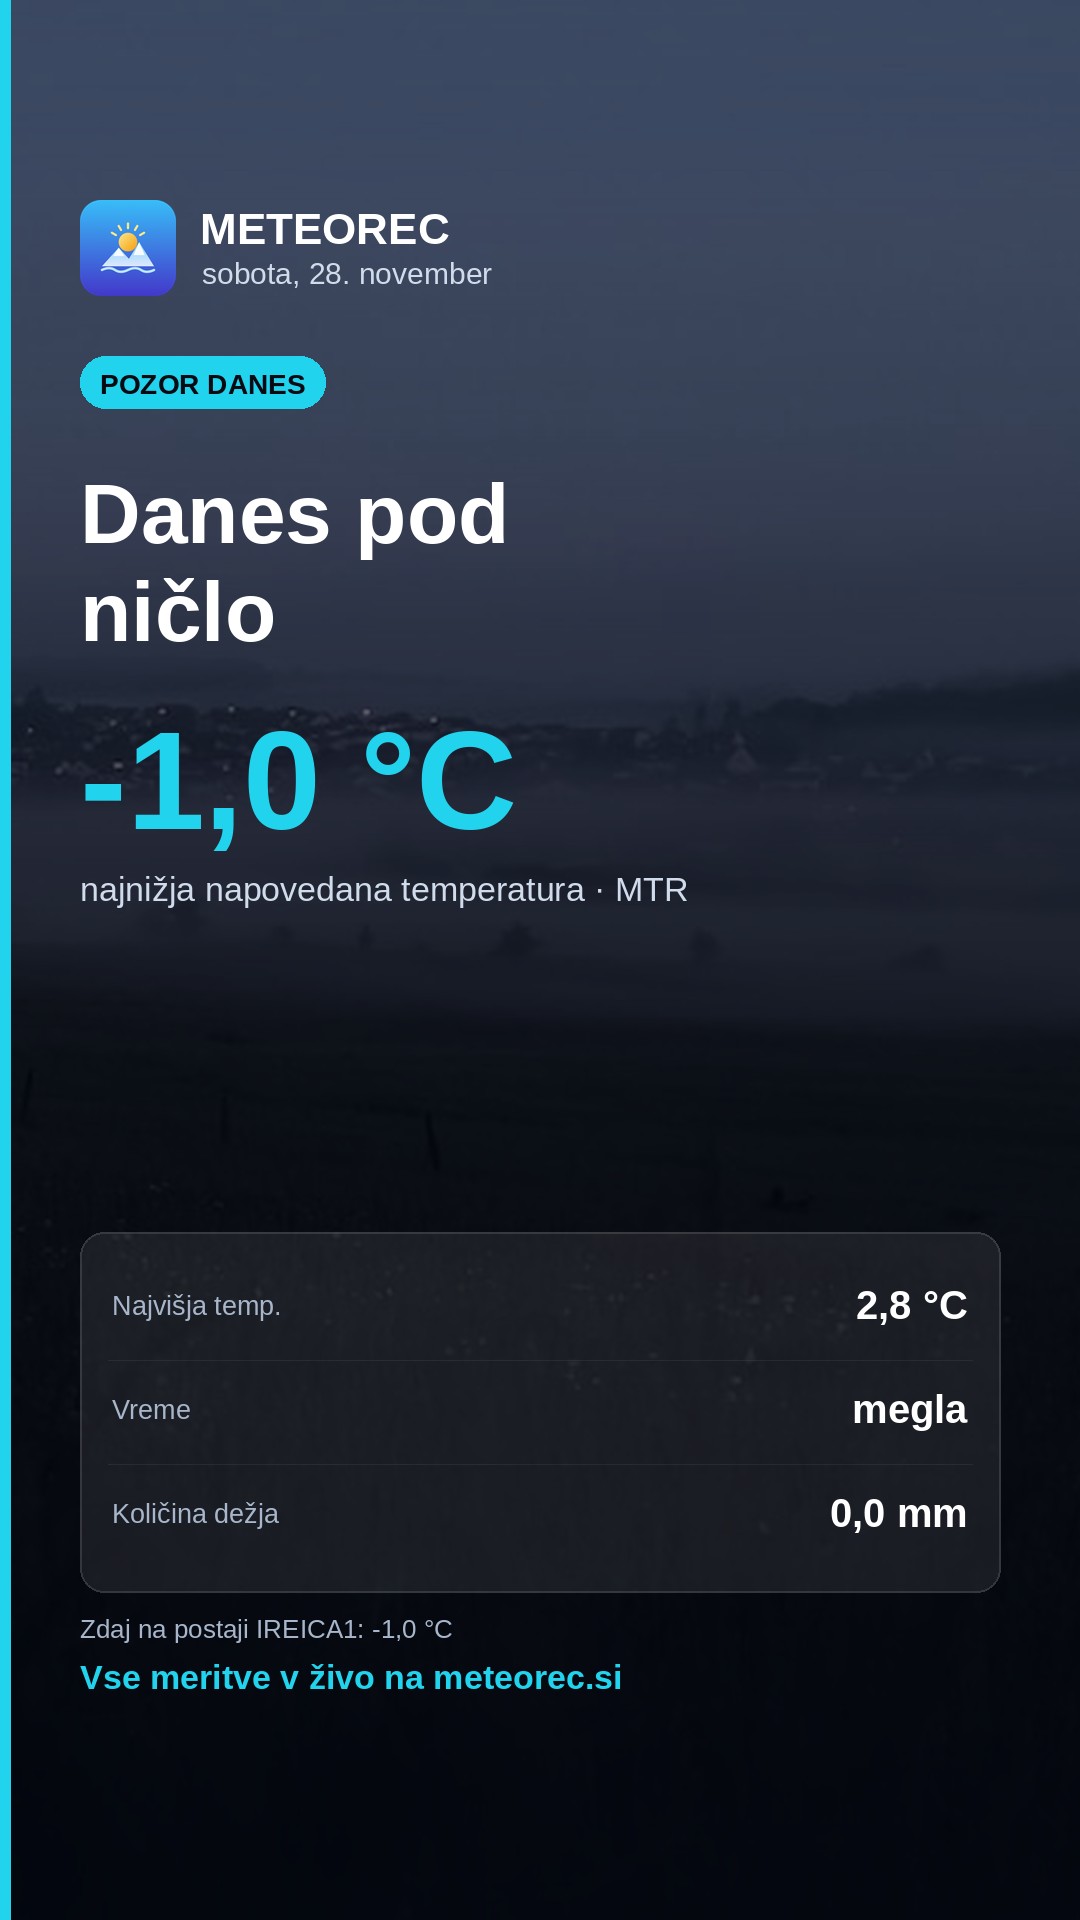 METEOREC
sobota, 28. november
POZOR DANES
Danes pod
ničlo
-1,0 °C
najnižja napovedana temperatura · MTR
Najvišja temp.
2,8 °C
Vreme
megla
Količina dežja
0,0 mm
Zdaj na postaji IREICA1: -1,0 °C
Vse meritve v živo na meteorec.si